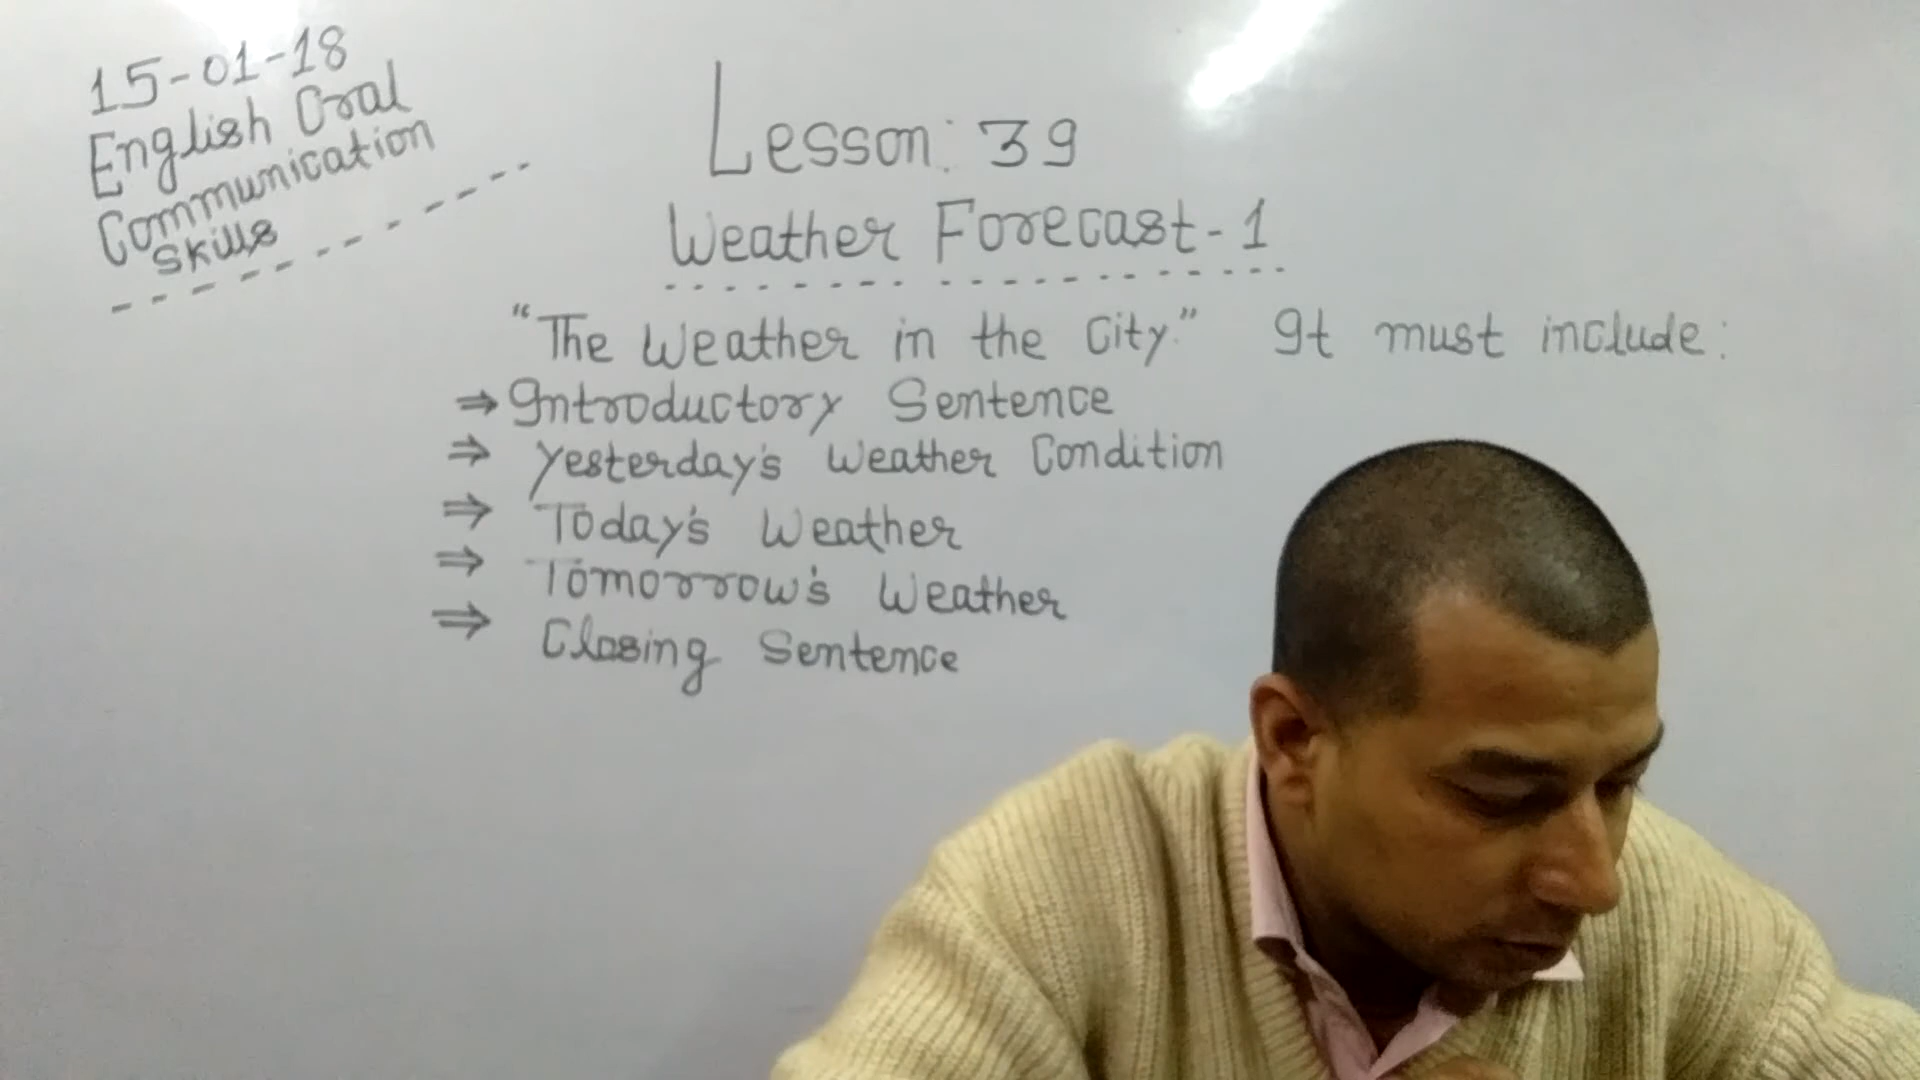 15-01-18
English Oral
Communication
Skills
Lesson: 39
Weather Forecast-1
"The Weather in the City." It must include:
⇒ Introductory Sentence
⇒ Yesterday's Weather Condition
⇒ Today's Weather
⇒ Tomorrow's Weather
⇒ Closing Sentence